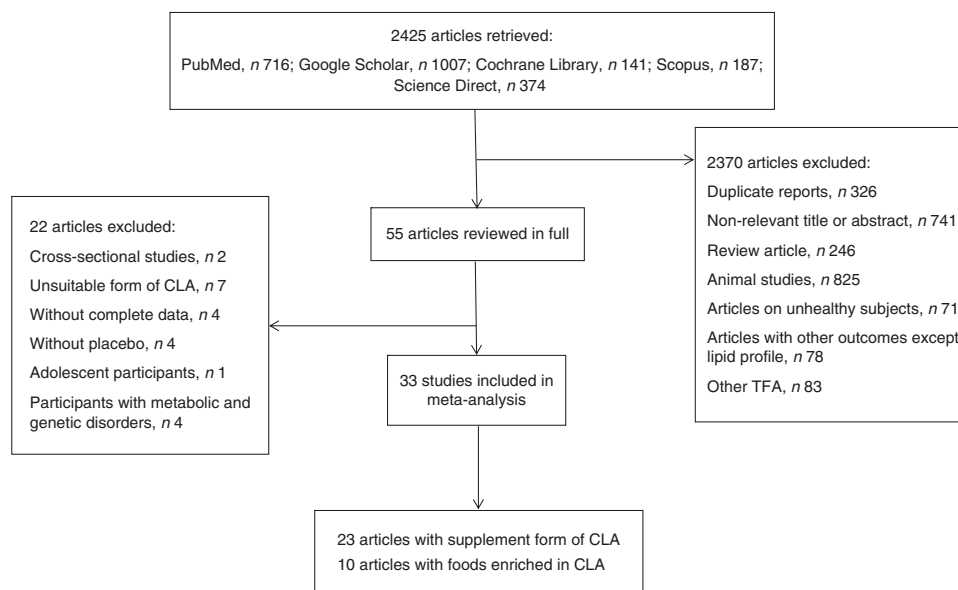 2425 articles retrieved:
PubMed, n 716; Google Scholar, n 1007; Cochrane Library, n 141; Scopus, n 187;
Science Direct, n 374
2370 articles excluded:
Duplicate reports, n 326
Non-relevant title or abstract, n 741
Review article, n 246
Animal studies, n 825
Articles on unhealthy subjects, n 71
Articles with other outcomes except
lipid profile, n 78
Other TFA, n 83
55 articles reviewed in full
22 articles excluded:
Cross-sectional studies, n 2
Unsuitable form of CLA, n 7
Without complete data, n 4
Without placebo, n 4
Adolescent participants, n 1
Participants with metabolic and
genetic disorders, n 4
33 studies included in
meta-analysis
23 articles with supplement form of CLA
10 articles with foods enriched in CLA